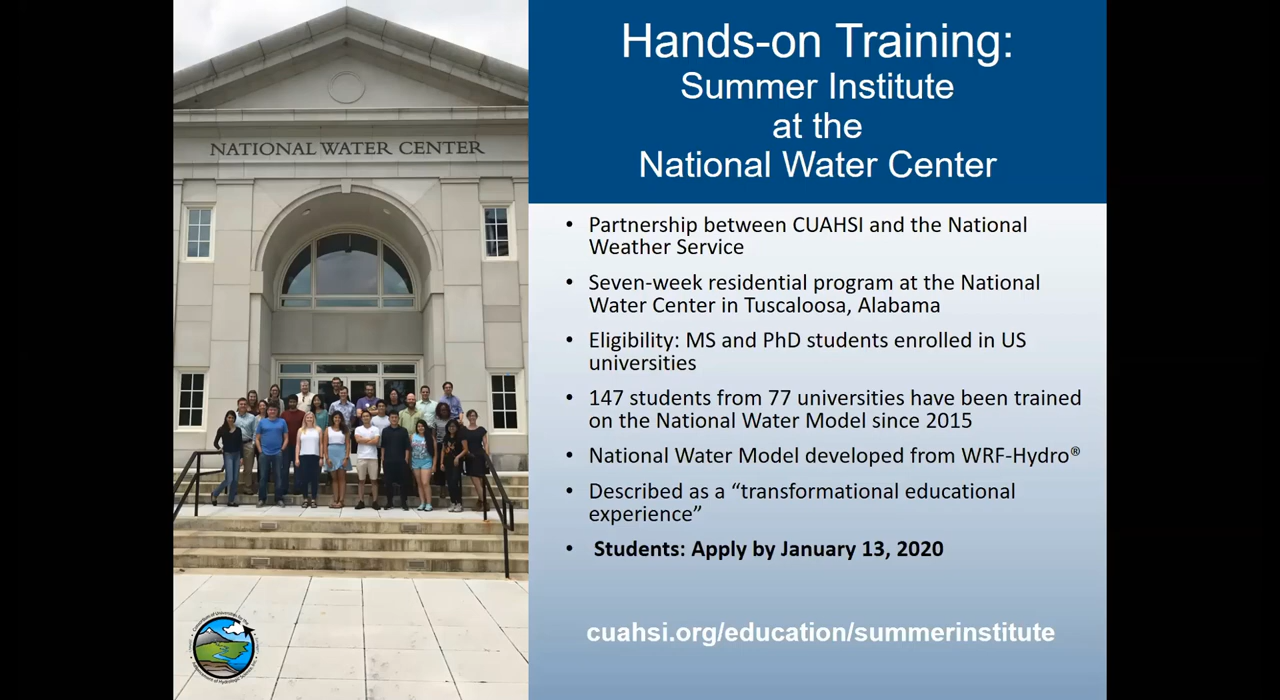 NATIONAL WATER CENTER
Hands-on Training:
Summer Institute
at the
National Water Center
• Partnership between CUAHSI and the National
Weather Service
• Seven-week residential program at the National
Water Center in Tuscaloosa, Alabama
• Eligibility: MS and PhD students enrolled in US
universities
• 147 students from 77 universities have been trained
on the National Water Model since 2015
• National Water Model developed from WRF-Hydro®
• Described as a “transformational educational
experience”
• Students: Apply by January 13, 2020
cuahsi.org/education/summerinstitute